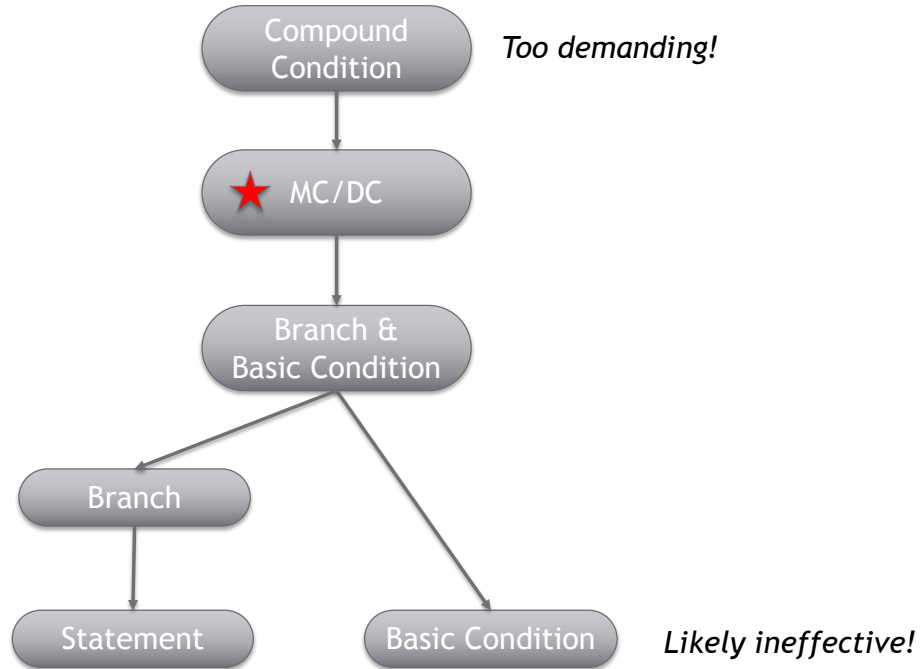 Compound
Condition
Too demanding!
MC/DC
Branch &
Basic Condition
Branch
Statement
Basic Condition
Likely ineffective!